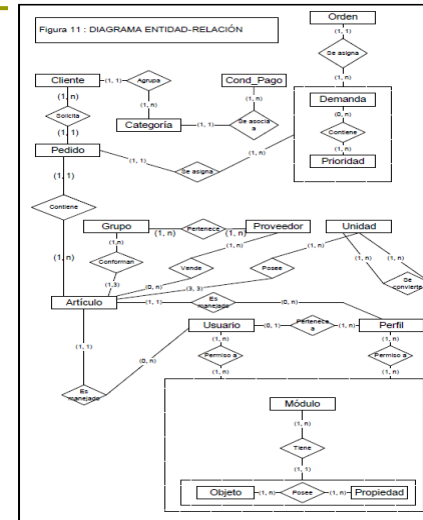 Figura 11 : DIAGRAMA ENTIDAD-RELACIÓN
Orden
(1, 1)
Se asigna
(1, n)
Cliente
(1, 1)
Agrupa
(1, n)
Cond_Pago
(1, n)
Demanda
(1, n)
Solicita
(1, 1)
Categoría
(1, 1)
Se asocia
a
(0, n)
Contiene
(1, n)
Prioridad
Pedido
(1, 1)
Se asigna
(1, n)
(1, 1)
Contiene
(1, n)
Grupo
(1, n)
Pertenece
(1, n)
Proveedor
Unidad
(1,n)
Conforman
(1,3)
(1, n)
Vende
(0, n)
(1, n)
Posee
(3, 3)
(1, n)
(1, n)
Se
convierte
Artículo
(1, 1)
Es
manejado
(0, n)
Usuario
(0, 1)
Pertenece
a
(1, n)
Perfil
(1, 1)
Es
manejado
(0, n)
(1, n)
Permiso a
(1, n)
(1, n)
Permiso a
(1, n)
Módulo
(1, n)
Tiene
(1, 1)
Objeto
(1, n)
Posee
(1, n)
Propiedad